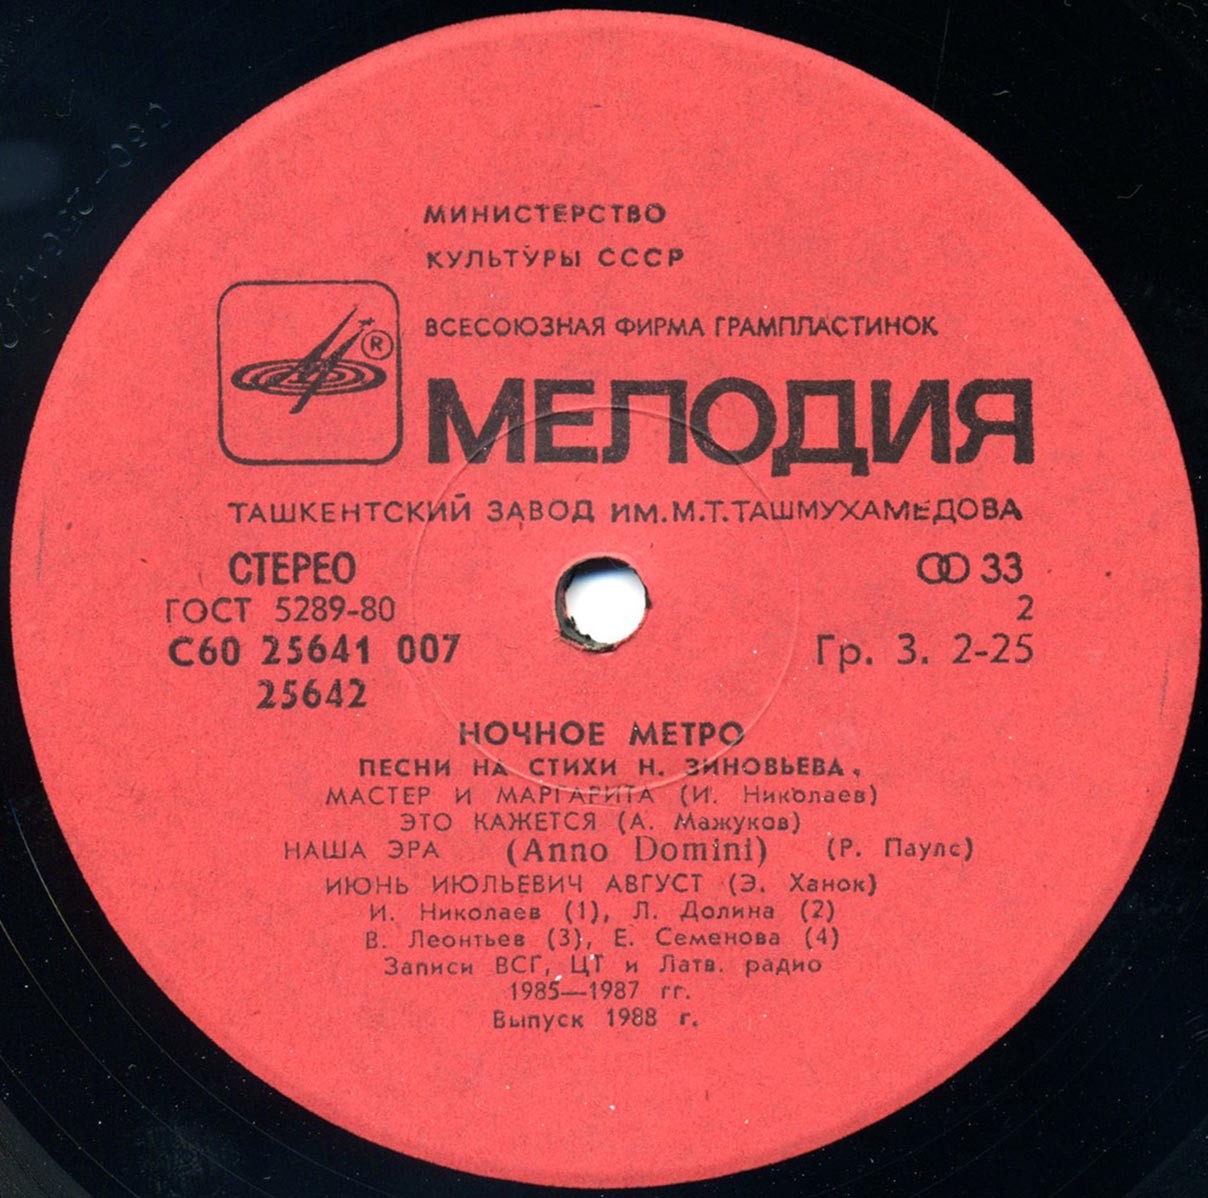 МИНИСТЕРСТВО
КУЛЬТУРЫ СССР
ВСЕСОЮЗНАЯ ФИРМА ГРАМПЛАСТИНОК
®
МЕЛОДИЯ
ТАШКЕНТСКИЙ ЗАВОД ИМ.М.Т.ТАШМУХАМЕДОВА
СТЕРЕО 33
ГОСТ 5289-80 2
С60 25641 007 Гр. 3. 2-25
25642
НОЧНОЕ МЕТРО
ПЕСНИ НА СТИХИ Н. ЗИНОВЬЕВА.
МАСТЕР И МАРГАРИТА (И. Николаев)
ЭТО КАЖЕТСЯ (А. Мажуков)
НАША ЭРА (Anno Domini) (Р. Паулс)
ИЮНЬ ИЮЛЬЕВИЧ АВГУСТ (Э. Ханок)
И. Николаев (1), Л. Долина (2)
В. Леонтьев (3), Е. Семенова (4)
Записи ВСГ, ЦТ и Латв. радио
1985—1987 гг.
Выпуск 1988 г.